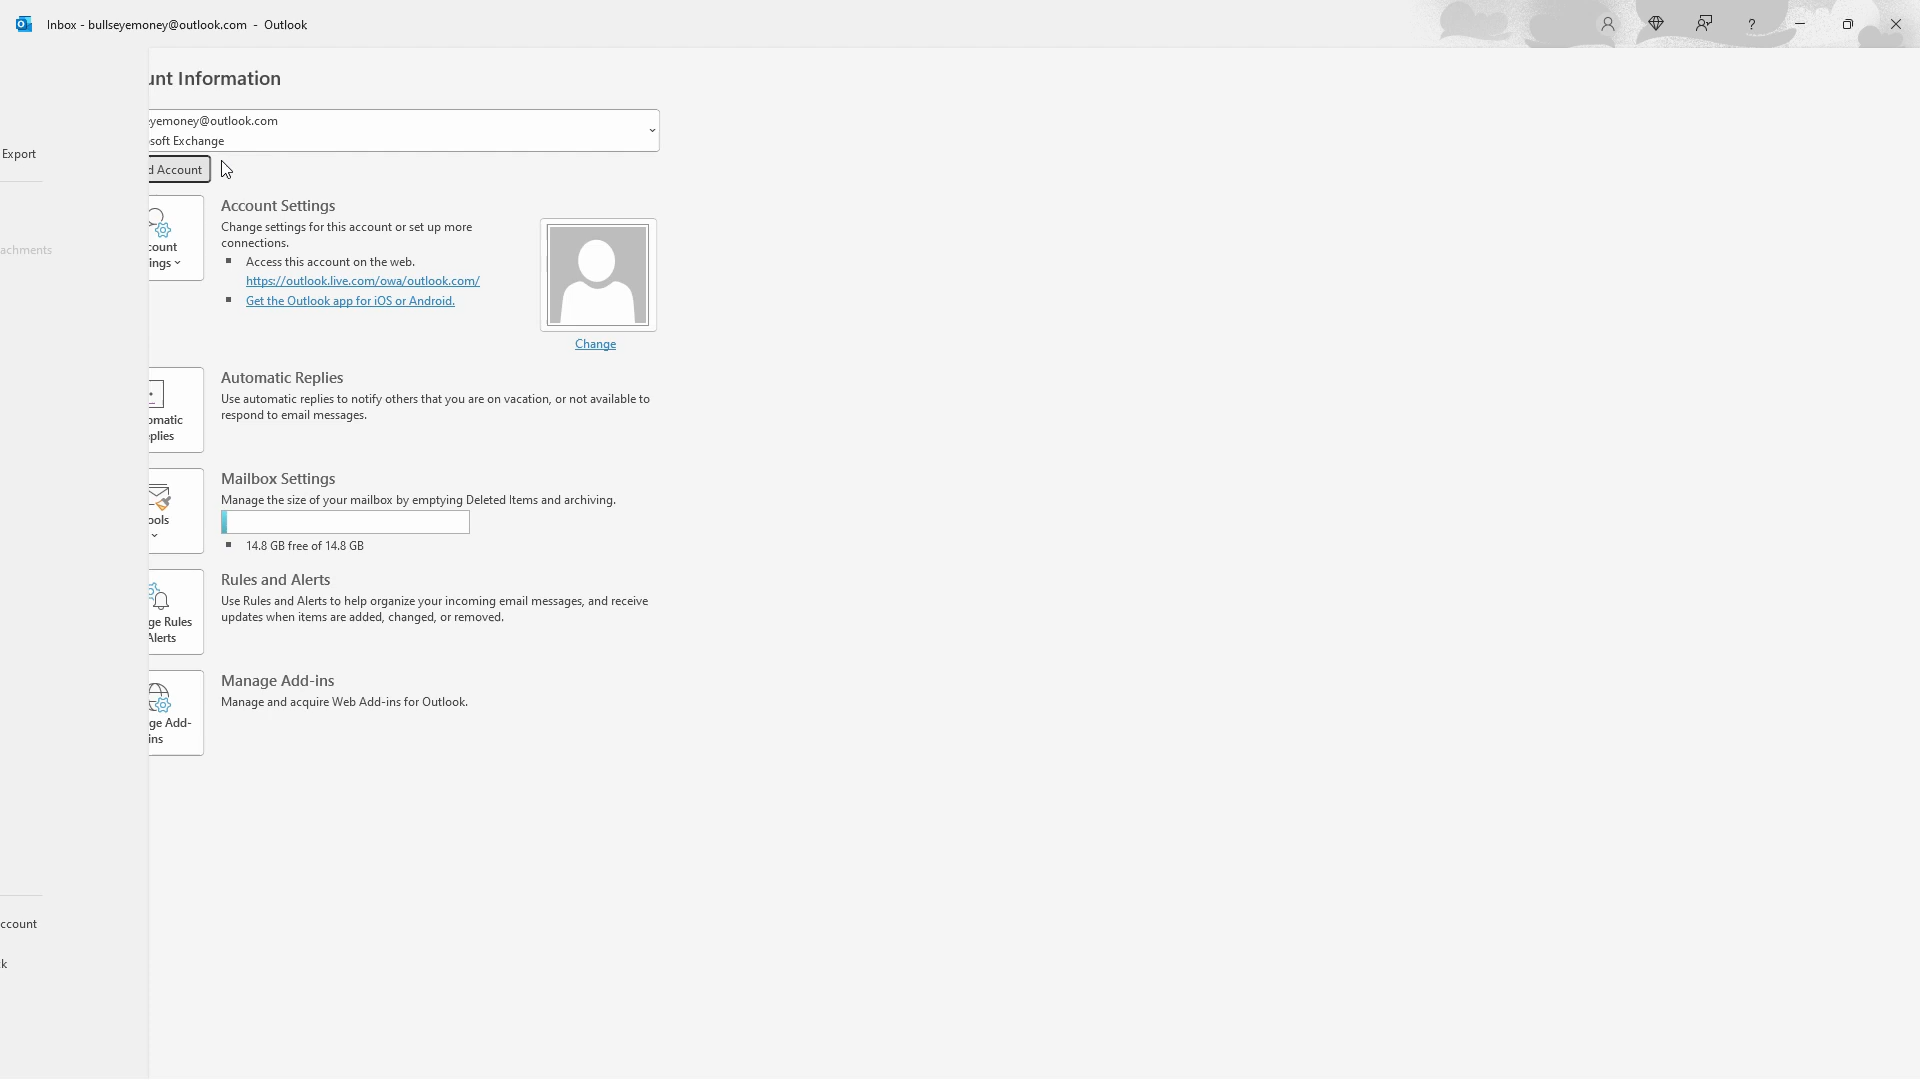 Inbox - bullseyemoney@outlook.com - Outlook
?
unt Information
eyemoney@outlook.com
soft Exchange
Export
d Account
Account Settings
Change settings for this account or set up more
connections.
Access this account on the web.
https://outlook.live.com/owa/outlook.com/
Get the Outlook app for iOS or Android.
count
ings
achments
Change
Automatic Replies
Use automatic replies to notify others that you are on vacation, or not available to
respond to email messages.
omatic
plies
Mailbox Settings
Manage the size of your mailbox by emptying Deleted Items and archiving.
14.8 GB free of 14.8 GB
ools
Rules and Alerts
Use Rules and Alerts to help organize your incoming email messages, and receive
updates when items are added, changed, or removed.
ge Rules
Alerts
Manage Add-ins
Manage and acquire Web Add-ins for Outlook.
ge Add-
ins
ccount
k